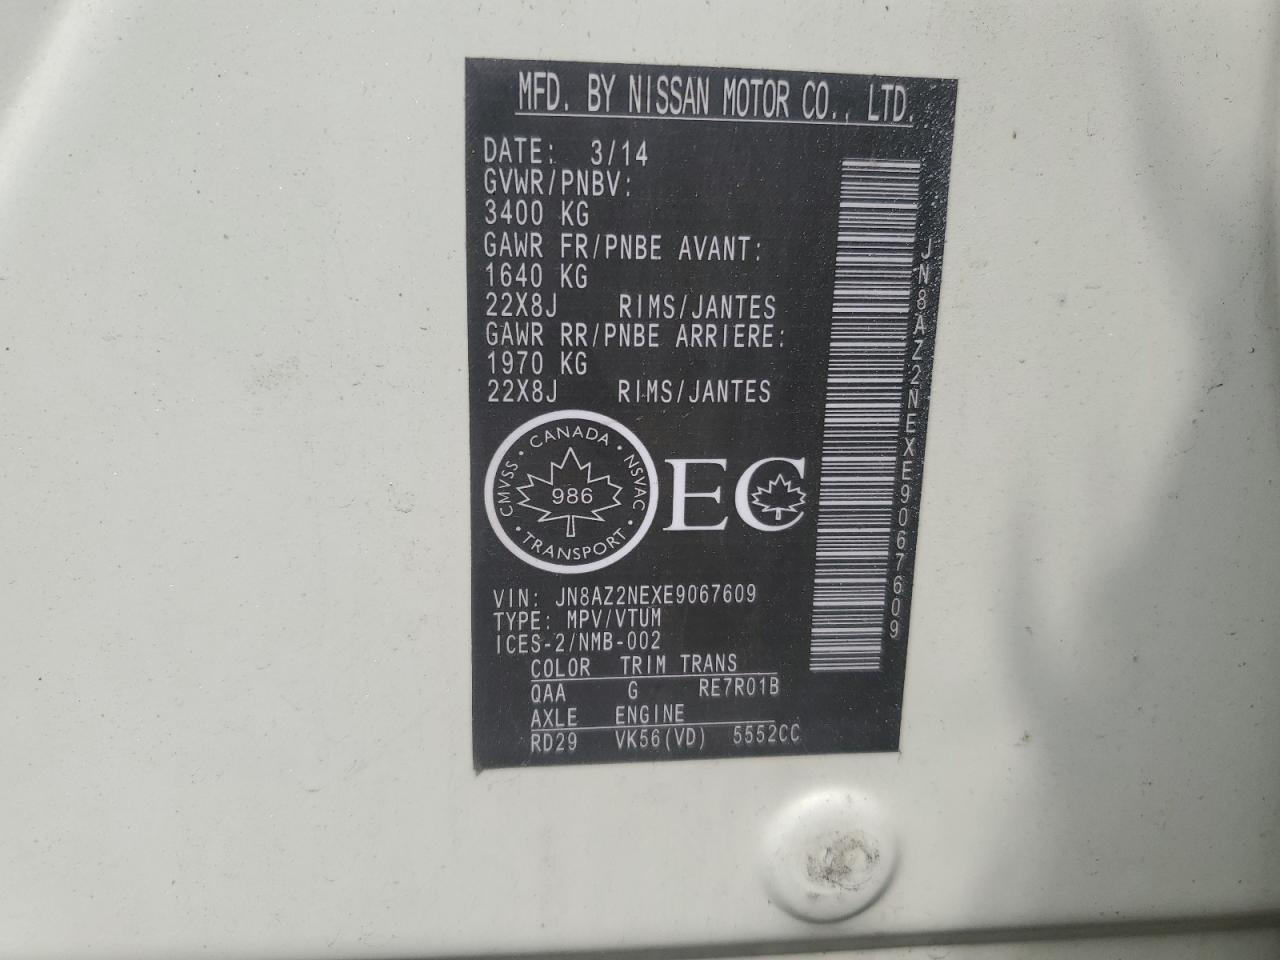 MFD. BY NISSAN MOTOR CO., LTD.
DATE: 3/14
GVWR/PNBV:
3400 KG
GAWR FR/PNBE AVANT:
1640 KG
22X8J RIMS/JANTES
GAWR RR/PNBE ARRIERE:
1970 KG
22X8J RIMS/JANTES
CANADA
CMVSS · NSVAC
986
TRANSPORT
EC
VIN: JN8AZ2NEXE9067609
TYPE: MPV/VTUM
ICES-2/NMB-002
COLOR TRIM TRANS
QAA G RE7R01B
AXLE ENGINE
RD29 VK56(VD) 5552CC
JN8AZ2NEXE9067609